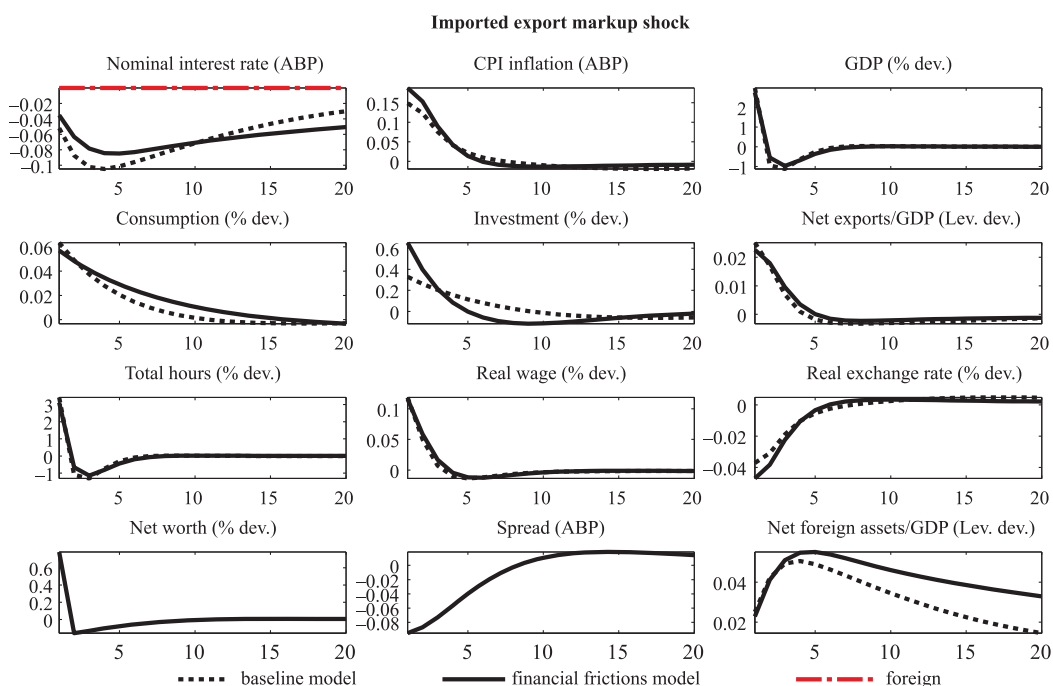 Imported export markup shock
Nominal interest rate (ABP) CPI inflation (ABP) GDP (% dev.)
−0.02
−0.04
−0.06
−0.08
−0.1
5 10 15 20
0.15
0.1
0.05
0
5 10 15 20
2
1
0
−1
5 10 15 20
Consumption (% dev.) Investment (% dev.) Net exports/GDP (Lev. dev.)
0.06
0.04
0.02
0
5 10 15 20
0.6
0.4
0.2
0
5 10 15 20
0.02
0.01
0
5 10 15 20
Total hours (% dev.) Real wage (% dev.) Real exchange rate (% dev.)
3
2
1
0
−1
5 10 15 20
0.1
0.05
0
5 10 15 20
0
−0.02
−0.04
5 10 15 20
Net worth (% dev.) Spread (ABP) Net foreign assets/GDP (Lev. dev.)
0.6
0.4
0.2
0
5 10 15 20
0
−0.02
−0.04
−0.06
−0.08
5 10 15 20
0.04
0.02
5 10 15 20
baseline model financial frictions model foreign